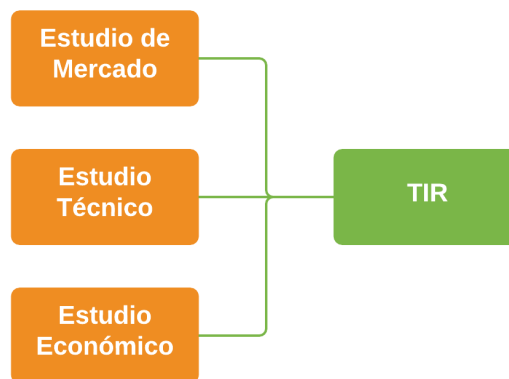 Estudio de
Mercado
Estudio
Técnico
TIR
Estudio
Económico